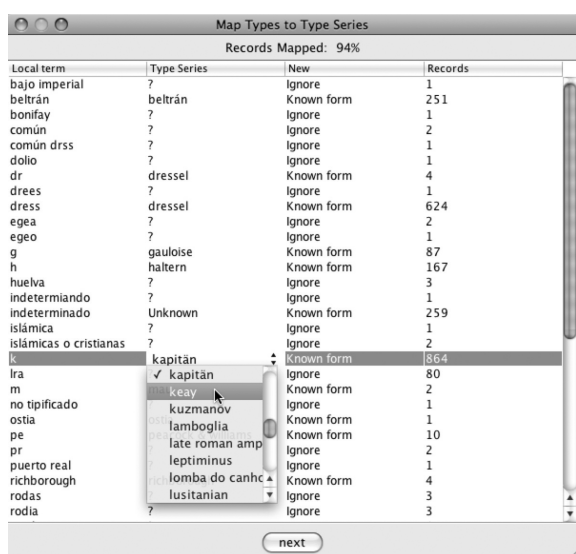 Map Types to Type Series
Records Mapped: 94%
Local term Type Series New Records
bajo imperial ? Ignore 1
beltrán beltrán Known form 251
bonifay ? Ignore 1
común ? Ignore 2
común drss ? Ignore 1
dolio ? Ignore 1
dr dressel Known form 4
drees ? Ignore 1
dress dressel Known form 624
egea ? Ignore 2
egeo ? Ignore 1
g gauloise Known form 87
h haltern Known form 167
huelva ? Ignore 3
indetermiando ? Ignore 1
indeterminado Unknown Known form 259
islámica ? Ignore 1
islámicas o cristianas ? Ignore 2
k kapitän Known form 864
lra ✓ kapitän Ignore 80
m keay Known form 2
no tipificado kuzmanov Ignore 1
ostia lamboglia Known form 1
pe late roman amp Known form 10
pr leptiminus Ignore 2
puerto real lomba do canho Ignore 1
richborough Known form 4
rodas lusitanian Ignore 3
rodia ? Ignore 3
next